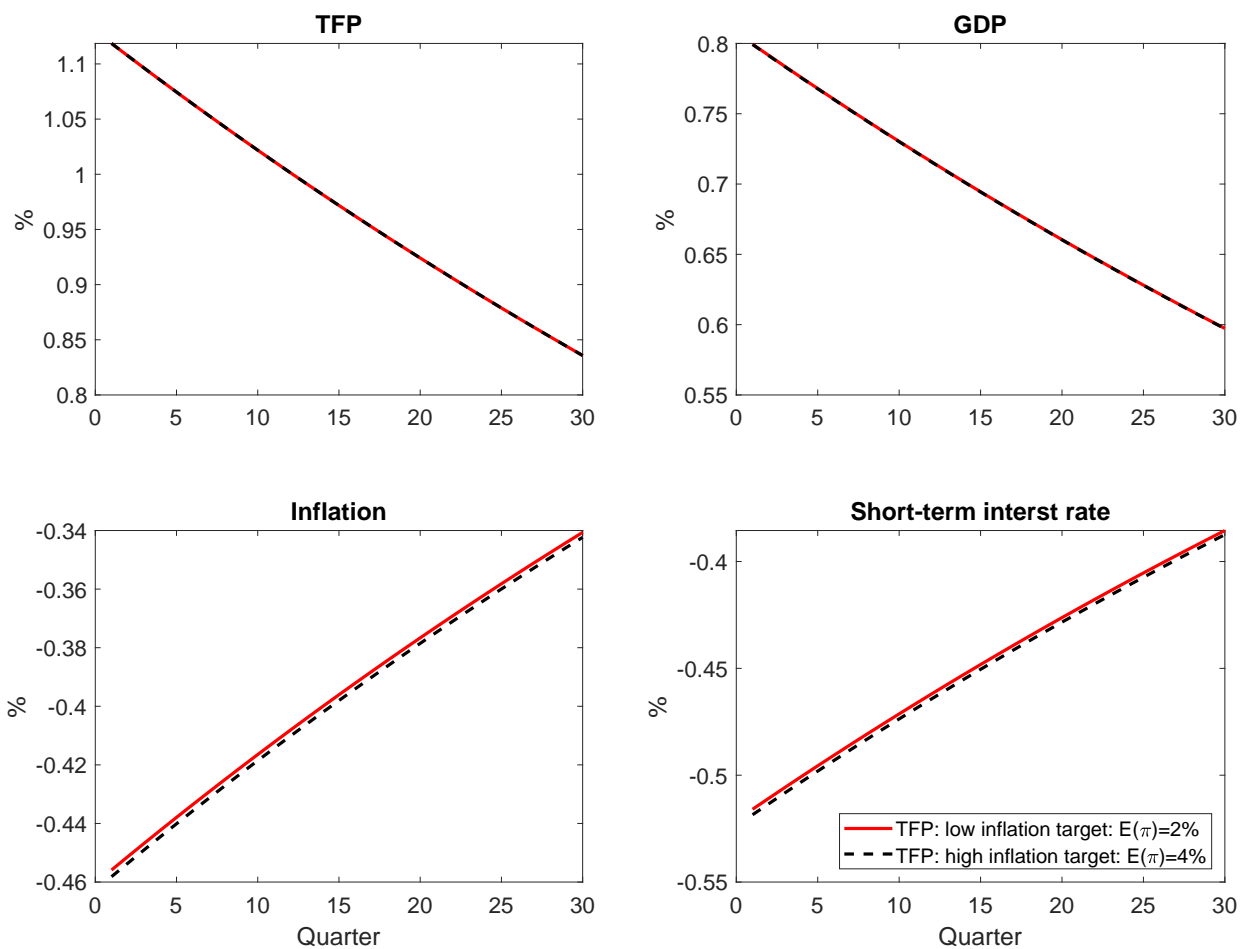 TFP
GDP
1.1
1.05
1
0.95
0.9
0.85
0.8
%
0 5 10 15 20 25 30
0.8
0.75
0.7
0.65
0.6
0.55
%
0 5 10 15 20 25 30
Inflation
Short-term interst rate
-0.34
-0.36
-0.38
-0.4
-0.42
-0.44
-0.46
%
0 5 10 15 20 25 30
Quarter
-0.4
-0.45
-0.5
-0.55
%
TFP: low inflation target: E(π)=2%
TFP: high inflation target: E(π)=4%
0 5 10 15 20 25 30
Quarter